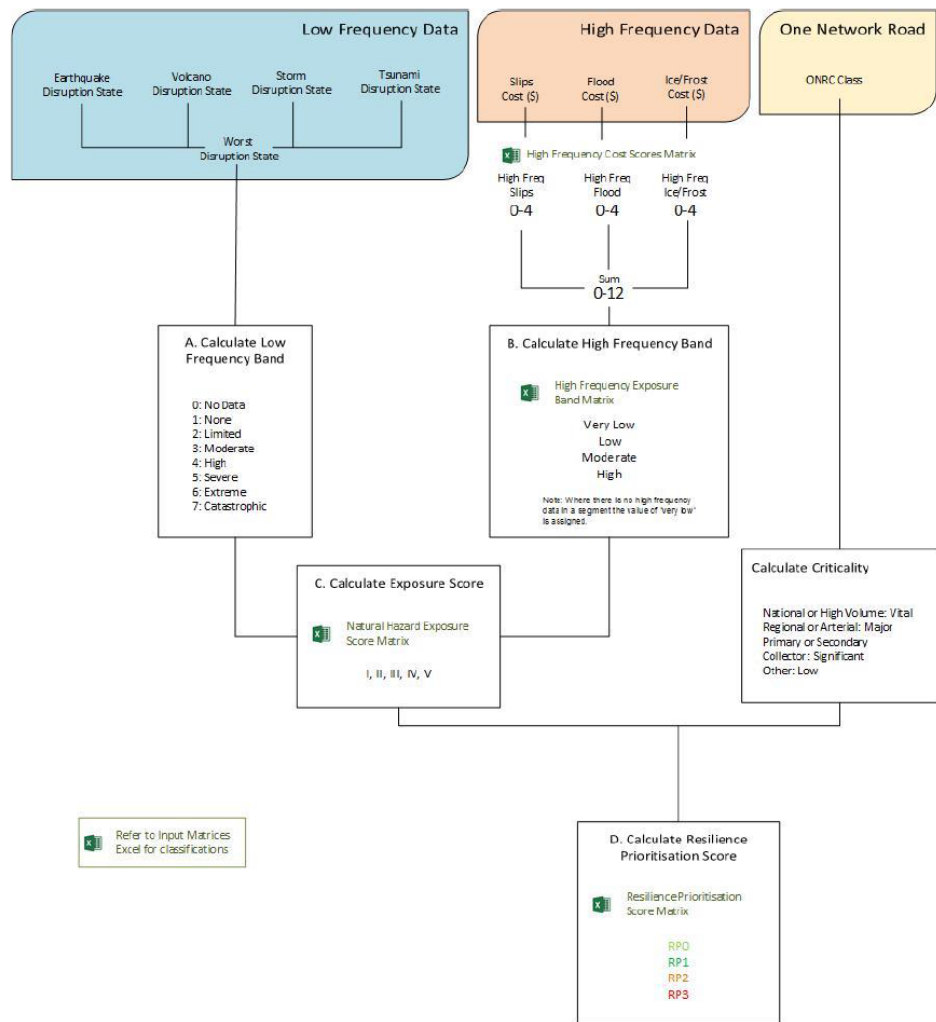 Low Frequency Data
Earthquake
Disruption State
Volcano
Disruption State
Storm
Disruption State
Tsunami
Disruption State
Worst
Disruption State
High Frequency Data
Slips
Cost ($)
Flood
Cost ($)
Ice/Frost
Cost ($)
High Frequency Cost Scores Matrix
High Freq
Slips
0-4
High Freq
Flood
0-4
High Freq
Ice/Frost
0-4
Sum
0-12
One Network Road
ONRC Class
A. Calculate Low
Frequency Band
0: No Data
1: None
2: Limited
3: Moderate
4: High
5: Severe
6: Extreme
7: Catastrophic
B. Calculate High Frequency Band
High Frequency Exposure
Band Matrix
Very Low
Low
Moderate
High
Note: Where there is no high frequency
data in a segment the value of 'very low'
is assigned.
C. Calculate Exposure Score
Natural Hazard Exposure
Score Matrix
I, II, III, IV, V
Calculate Criticality
National or High Volume: Vital
Regional or Arterial: Major
Primary or Secondary
Collector: Significant
Other: Low
Refer to Input Matrices
Excel for classifications
D. Calculate Resilience
Prioritisation Score
Resilience Prioritisation
Score Matrix
RP0
RP1
RP2
RP3